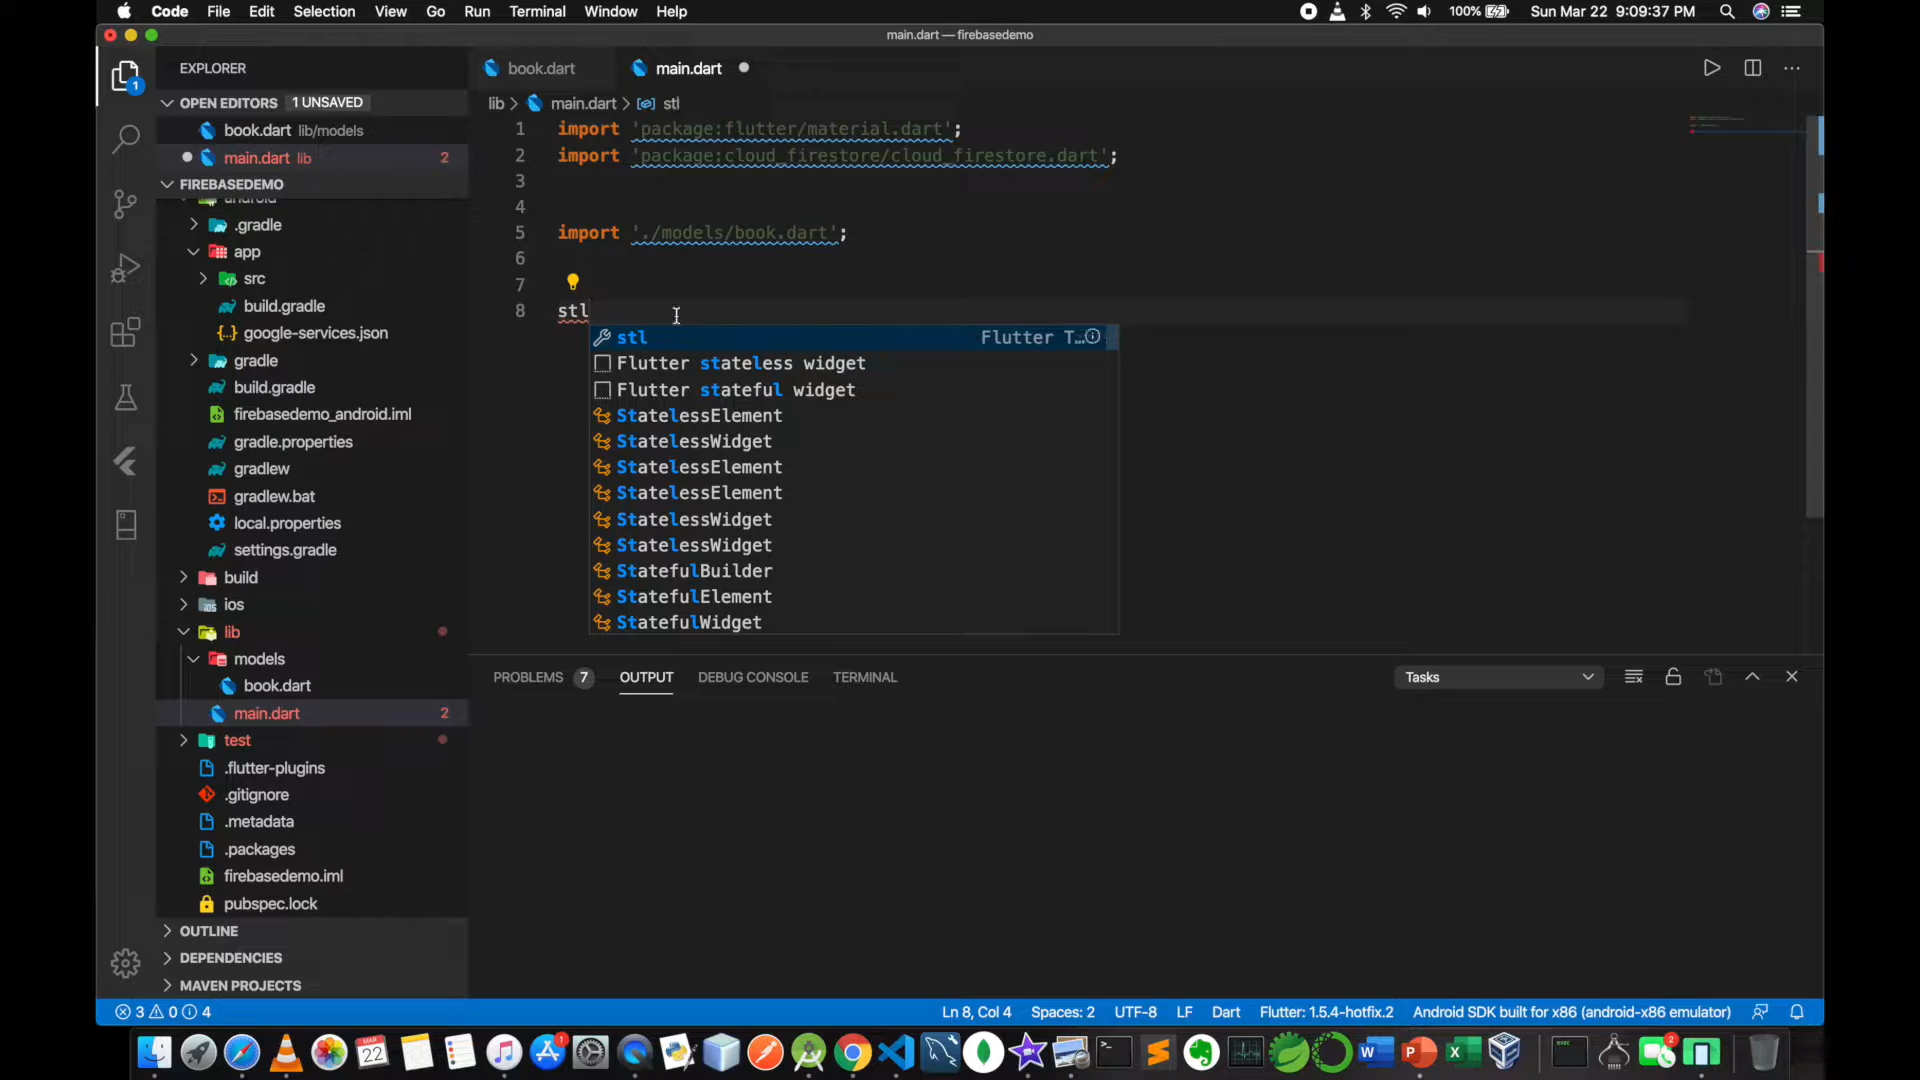 Code File Edit Selection View Go Run Terminal Window Help 100% Sun Mar 22 9:09:37 PM
main.dart — firebasedemo
EXPLORER
OPEN EDITORS 1 UNSAVED
book.dart lib/models
main.dart lib 2
FIREBASEDEMO
android
.gradle
app
src
build.gradle
google-services.json
gradle
build.gradle
firebasedemo_android.iml
gradle.properties
gradlew
gradlew.bat
local.properties
settings.gradle
build
ios
lib
models
book.dart
main.dart 2
test
.flutter-plugins
.gitignore
.metadata
.packages
firebasedemo.iml
pubspec.lock
OUTLINE
DEPENDENCIES
MAVEN PROJECTS
book.dart main.dart
lib > main.dart > stl
1 import 'package:flutter/material.dart';
2 import 'package:cloud_firestore/cloud_firestore.dart';
3
4
5 import './models/book.dart';
6
7
8 stl
stl Flutter T…
Flutter stateless widget
Flutter stateful widget
StatelessElement
StatelessWidget
StatelessElement
StatelessElement
StatelessWidget
StatelessWidget
StatefulBuilder
StatefulElement
StatefulWidget
PROBLEMS 7 OUTPUT DEBUG CONSOLE TERMINAL Tasks
3 0 4 Ln 8, Col 4 Spaces: 2 UTF-8 LF Dart Flutter: 1.5.4-hotfix.2 Android SDK built for x86 (android-x86 emulator)